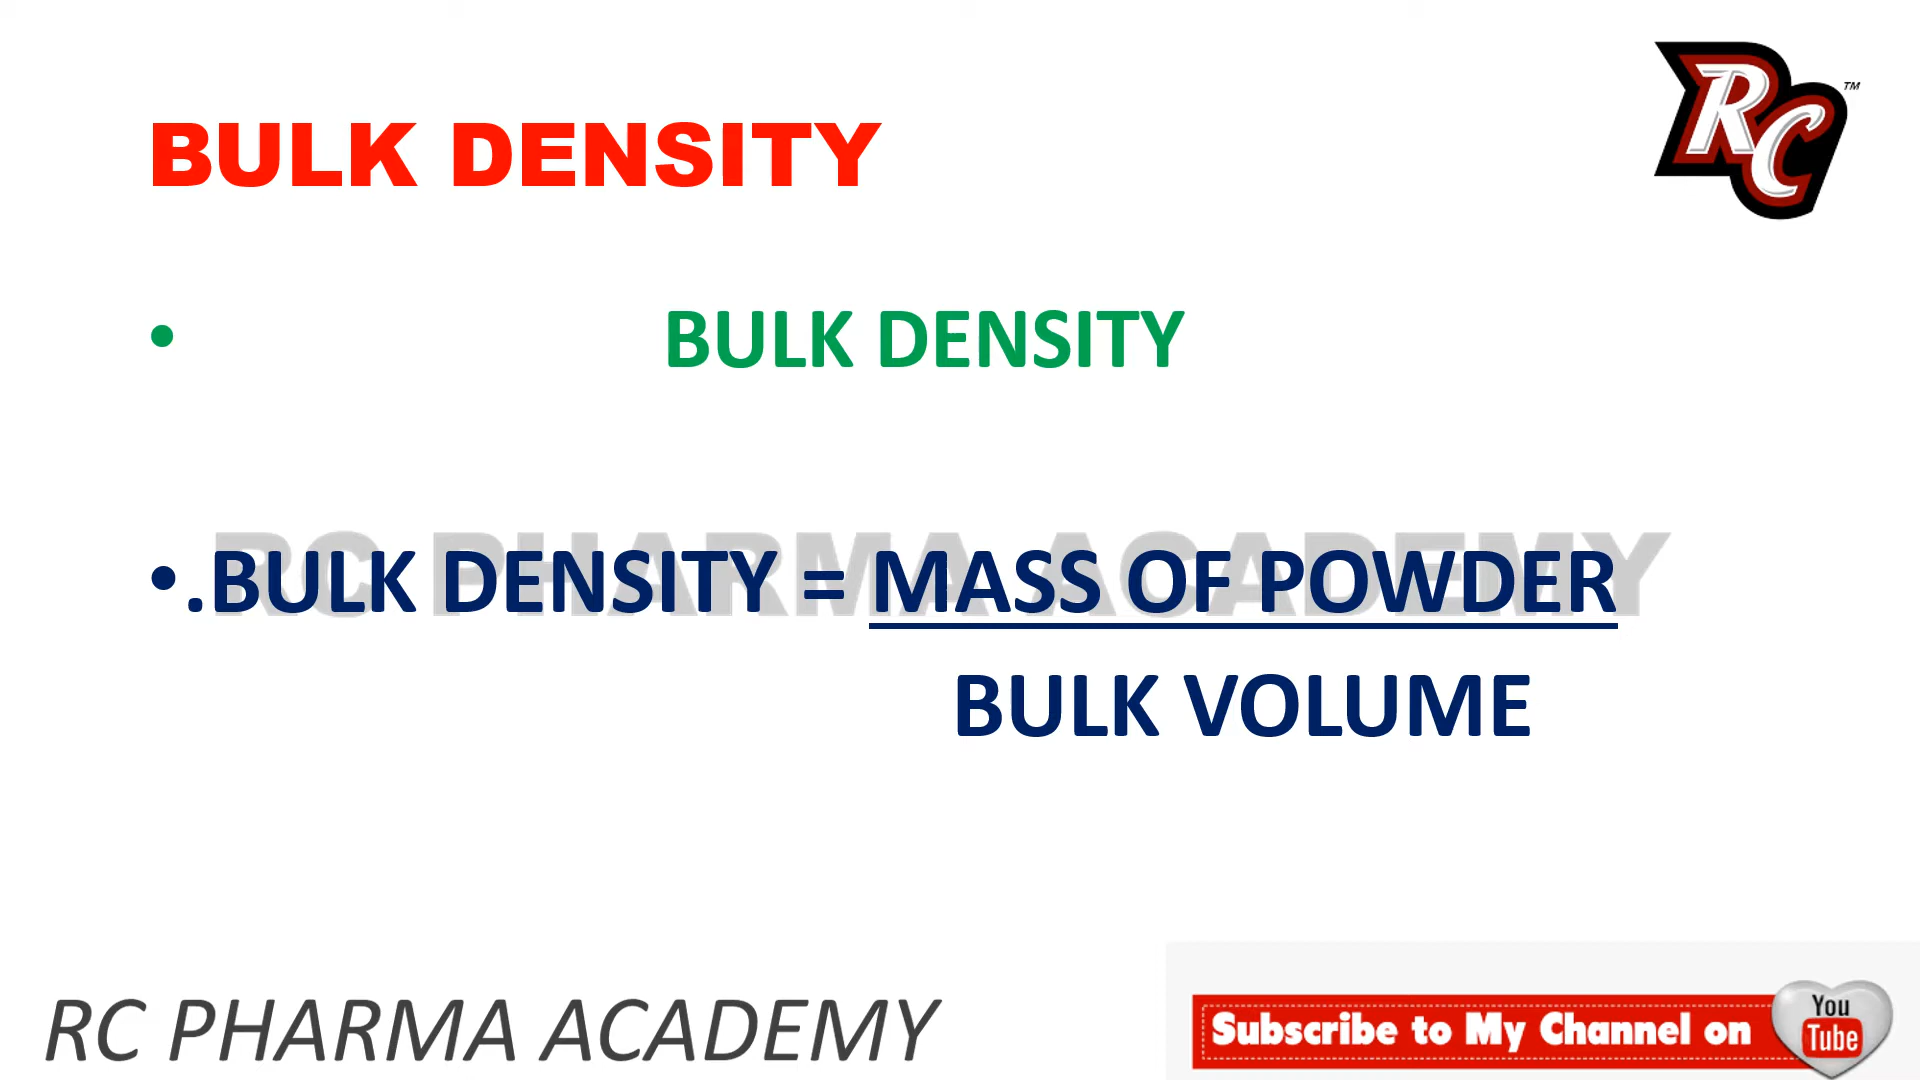 BULK DENSITY
RC ™
• BULK DENSITY
RC PHARMA ACADEMY
•.BULK DENSITY = MASS OF POWDER
BULK VOLUME
RC PHARMA ACADEMY
Subscribe to My Channel on
You
Tube